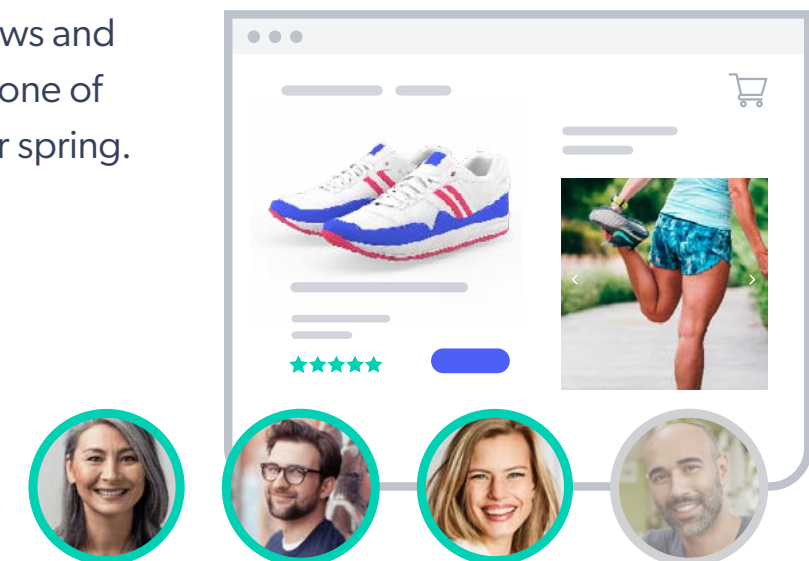 ws and
one of
r spring.